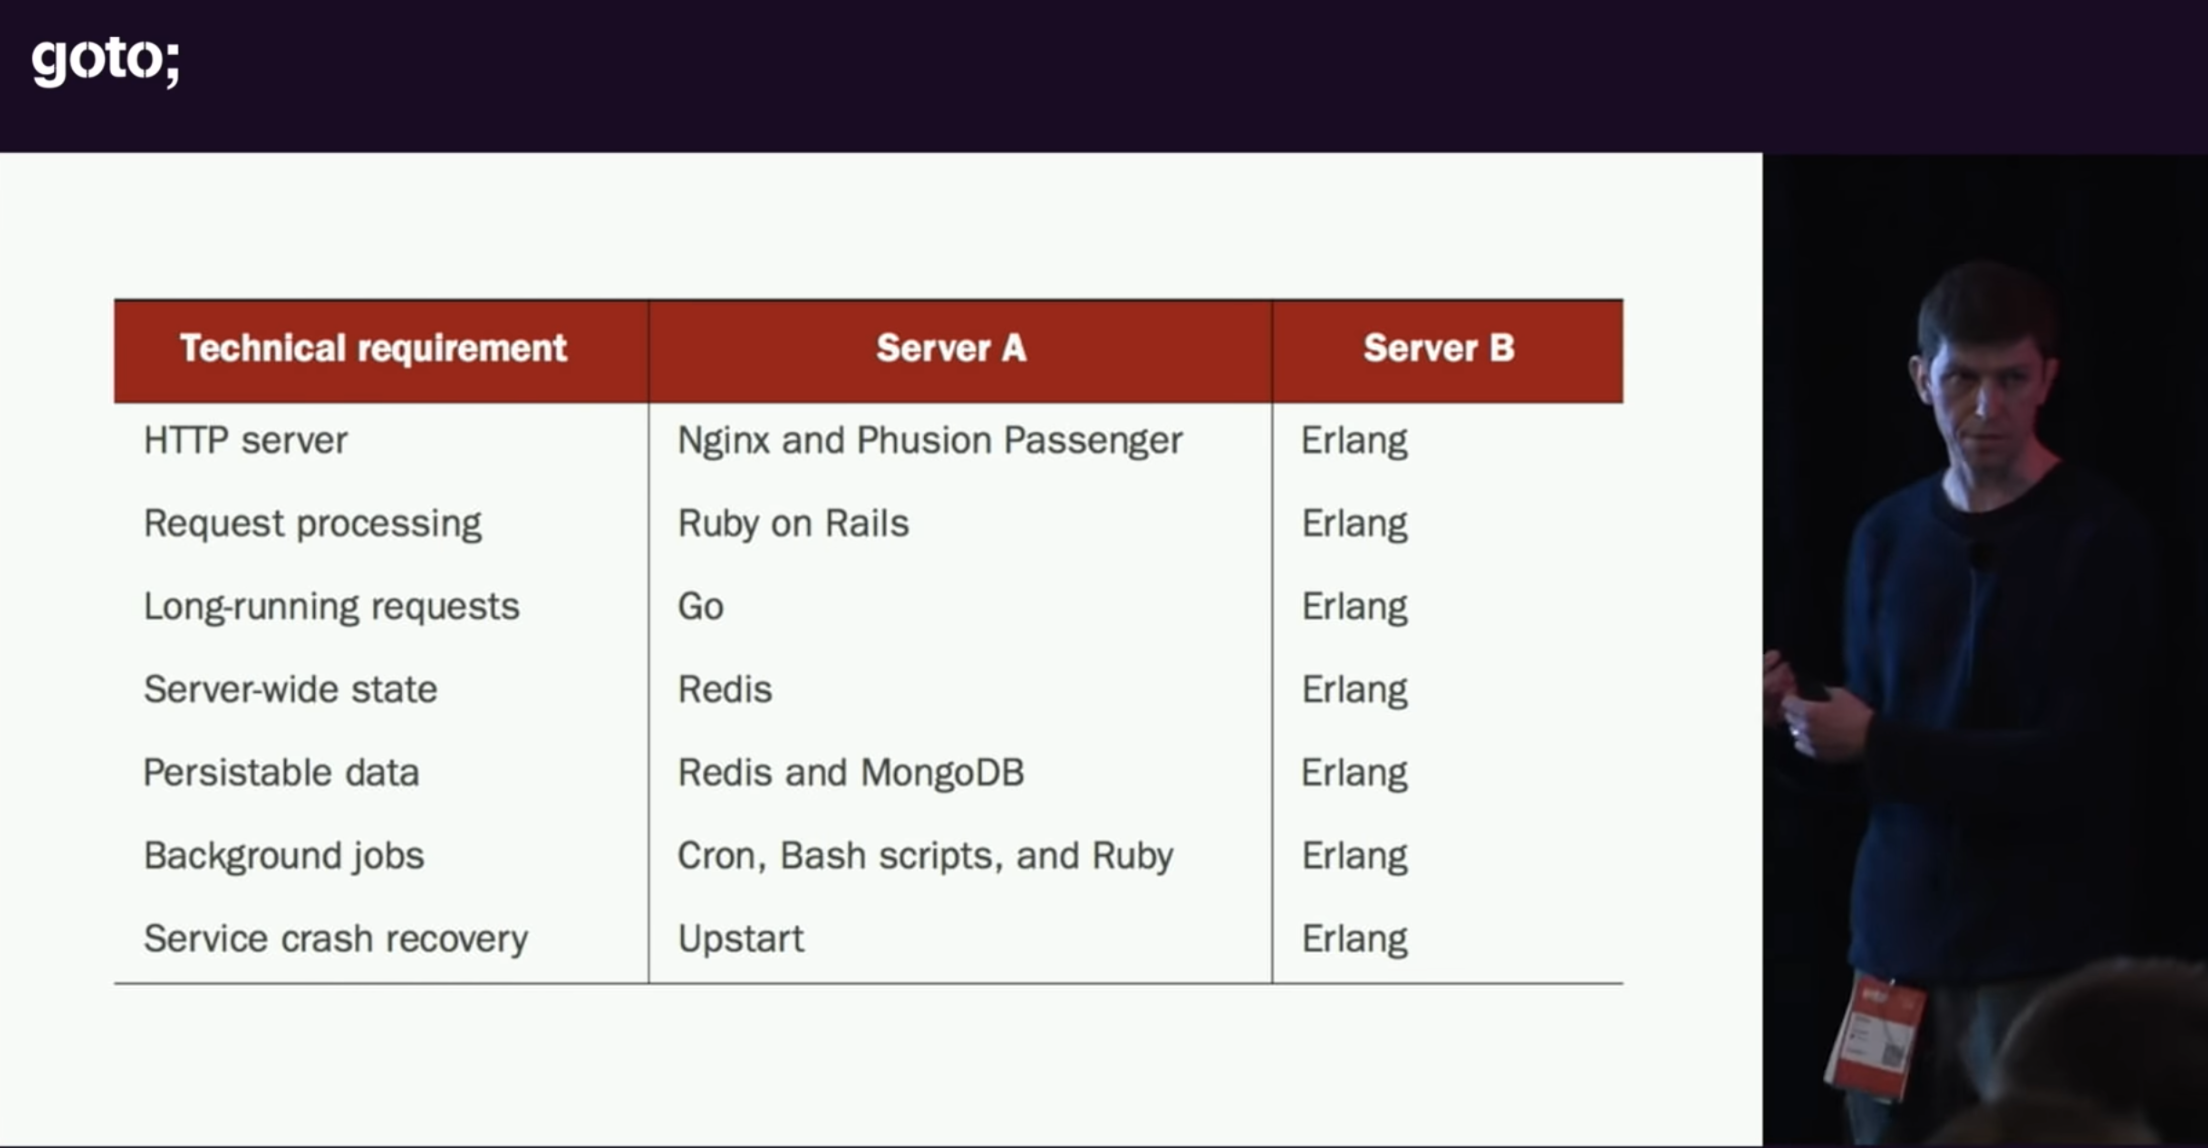 goto;
Technical requirement Server A Server B
HTTP server Nginx and Phusion Passenger Erlang
Request processing Ruby on Rails Erlang
Long-running requests Go Erlang
Server-wide state Redis Erlang
Persistable data Redis and MongoDB Erlang
Background jobs Cron, Bash scripts, and Ruby Erlang
Service crash recovery Upstart Erlang